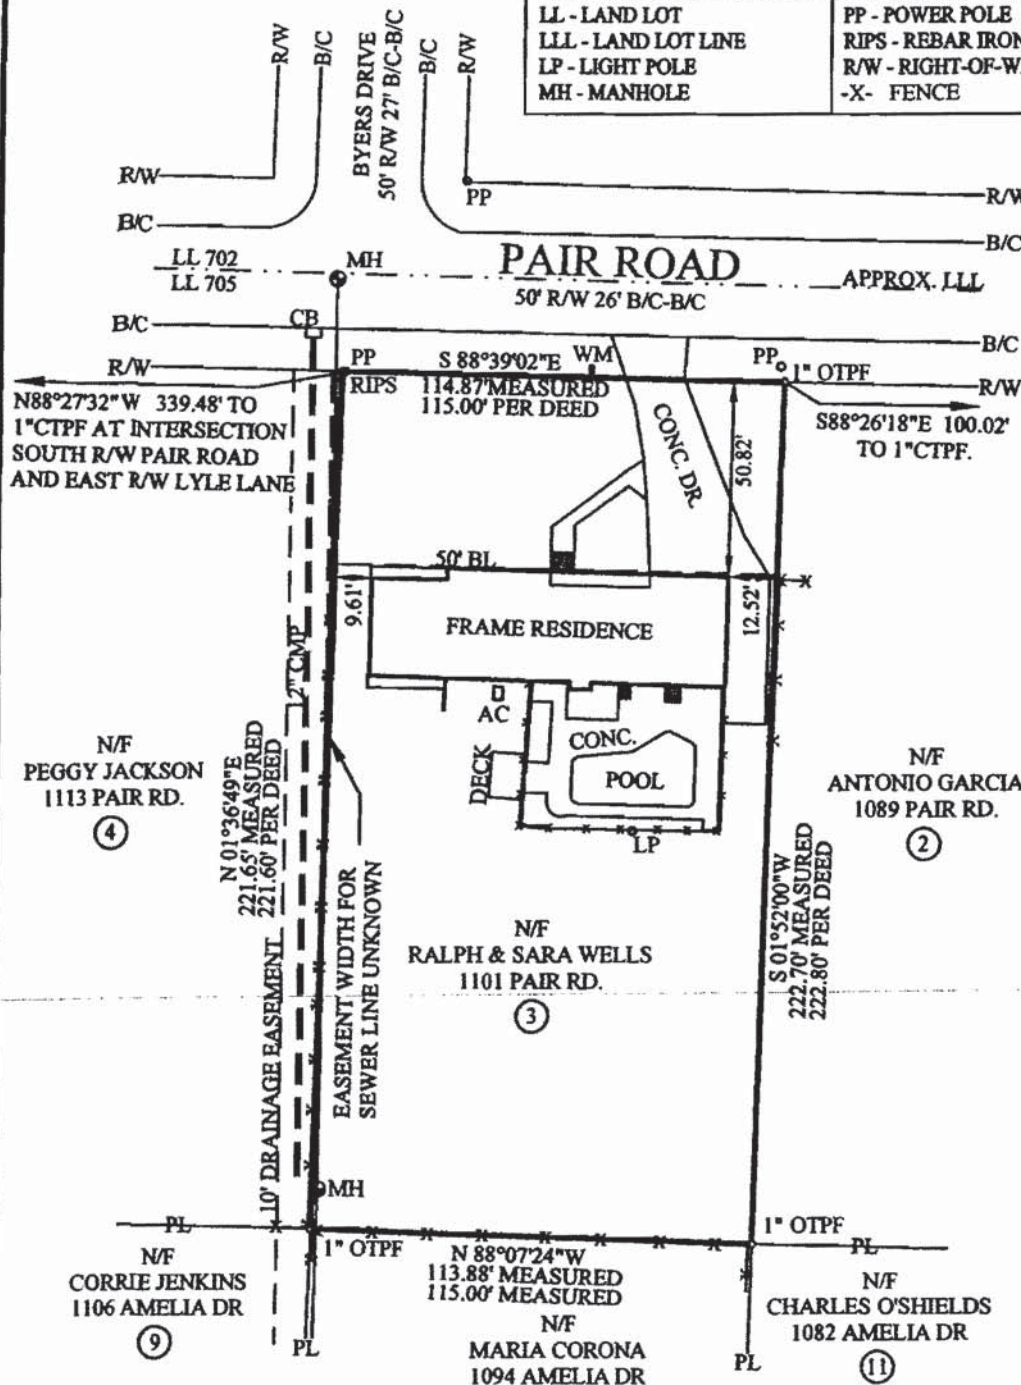 LL - LAND LOT
LLL - LAND LOT LINE
LP - LIGHT POLE
MH - MANHOLE
PP - POWER POLE
RIPS - REBAR IRON
R/W - RIGHT-OF-W
-X- FENCE
R/W
B/C
BYERS DRIVE
50' R/W 27' B/C-B/C
B/C
R/W
R/W
B/C
PP
R/W
B/C
LL 702
LL 705
MH
PAIR ROAD
50' R/W 26' B/C-B/C
APPROX. LLL
B/C
CB
B/C
R/W
PP
RIPS
S 88°39'02"E
114.87' MEASURED
115.00' PER DEED
WM
PP
1" OTPF
R/W
N88°27'32"W 339.48' TO
1"CTPF AT INTERSECTION
SOUTH R/W PAIR ROAD
AND EAST R/W LYLE LANE
S88°26'18"E 100.02'
TO 1"CTPF.
CONC. DR.
50.82'
50' BL
9.61'
FRAME RESIDENCE
12.52'
2" CMP
AC
DECK
CONC.
POOL
LP
N/F
PEGGY JACKSON
1113 PAIR RD.
4
N 01°36'49"E
221.65' MEASURED
221.60' PER DEED
N/F
ANTONIO GARCIA
1089 PAIR RD.
2
S 01°52'00"W
222.70' MEASURED
222.80' PER DEED
EASEMENT WIDTH FOR
SEWER LINE UNKNOWN
N/F
RALPH & SARA WELLS
1101 PAIR RD.
3
10' DRAINAGE EASEMENT
MH
PL
1" OTPF
N 88°07'24"W
113.88' MEASURED
115.00' MEASURED
1" OTPF
PL
N/F
CORRIE JENKINS
1106 AMELIA DR
9
PL
N/F
MARIA CORONA
1094 AMELIA DR
PL
N/F
CHARLES O'SHIELDS
1082 AMELIA DR
11